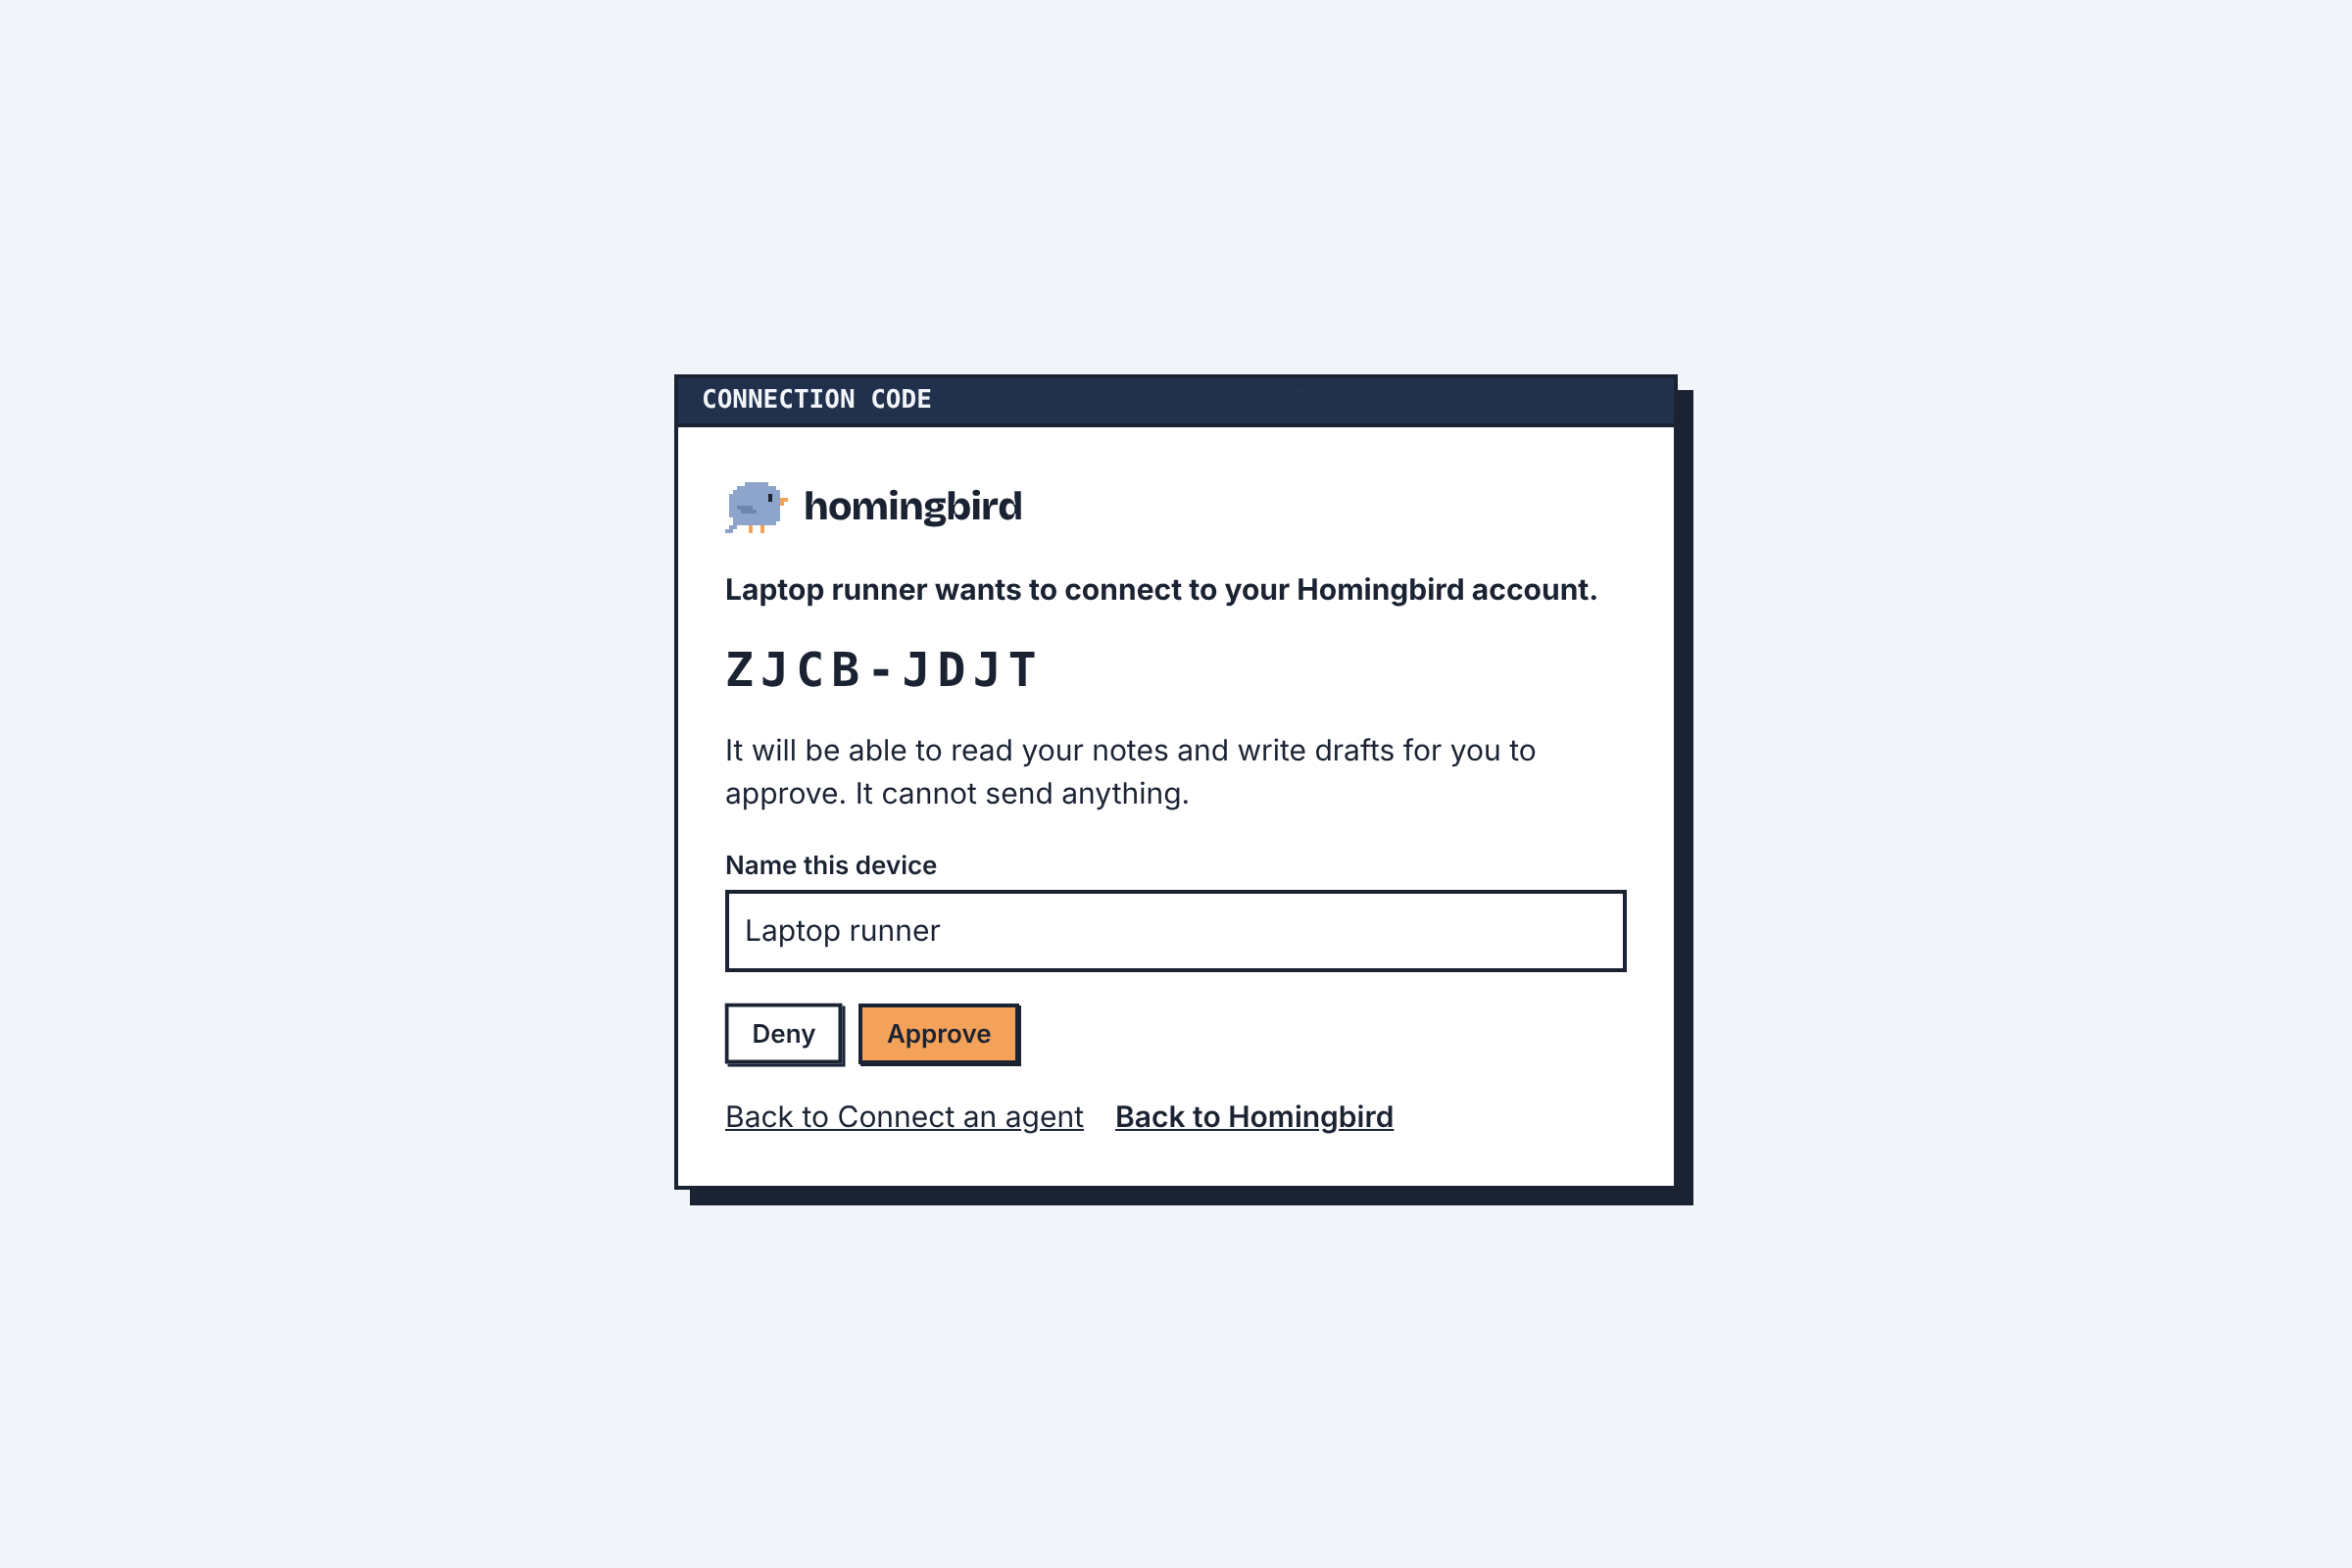 CONNECTION CODE
homingbird
Laptop runner wants to connect to your Homingbird account.
ZJCB-JDJT
It will be able to read your notes and write drafts for you to
approve. It cannot send anything.
Name this device
Laptop runner
Deny Approve
Back to Connect an agent Back to Homingbird